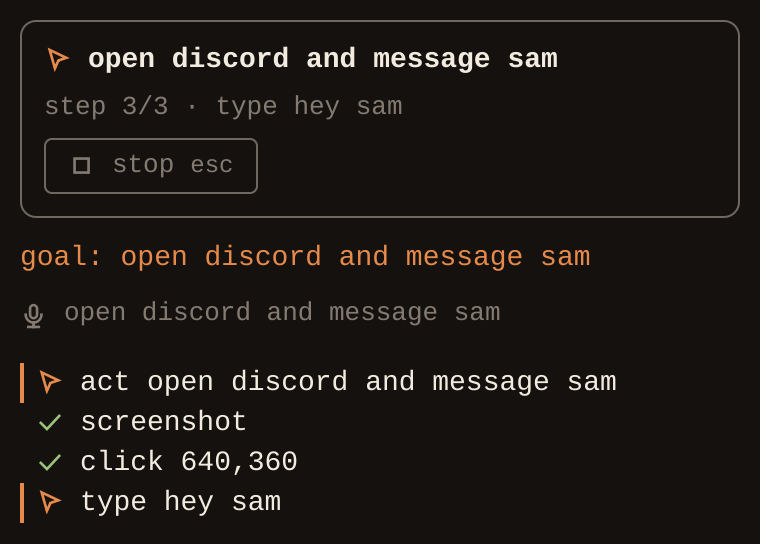 open discord and message sam
step 3/3 · type hey sam
stop esc
goal: open discord and message sam
open discord and message sam
act open discord and message sam
screenshot
click 640,360
type hey sam